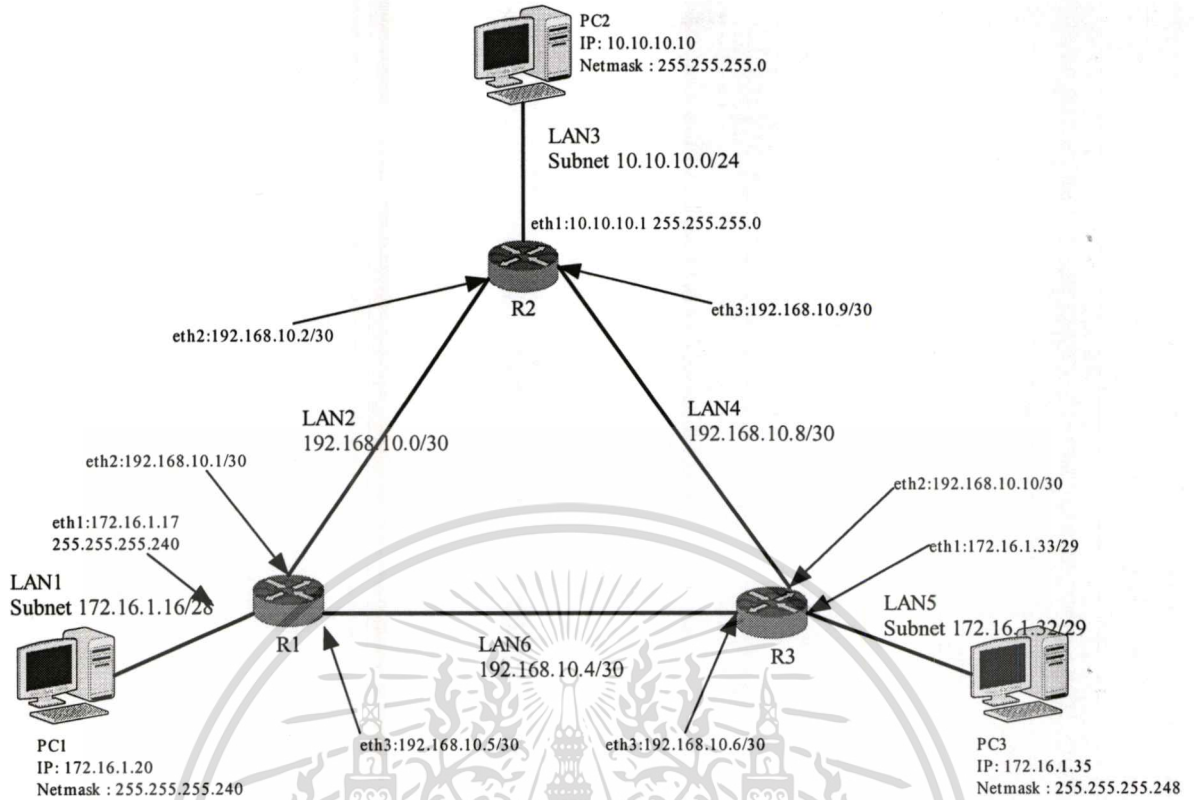 PC2
IP: 10.10.10.10
Netmask : 255.255.255.0
LAN3
Subnet 10.10.10.0/24
eth1:10.10.10.1 255.255.255.0
R2
eth3:192.168.10.9/30
eth2:192.168.10.2/30
LAN2
192.168.10.0/30
LAN4
192.168.10.8/30
eth2:192.168.10.1/30
eth2:192.168.10.10/30
eth1:172.16.1.17
255.255.255.240
eth1:172.16.1.33/29
LAN1
Subnet 172.16.1.16/28
LAN5
Subnet 172.16.1.32/29
R1
LAN6
192.168.10.4/30
R3
PC1
IP: 172.16.1.20
Netmask : 255.255.255.240
eth3:192.168.10.5/30
eth3:192.168.10.6/30
PC3
IP: 172.16.1.35
Netmask : 255.255.255.248